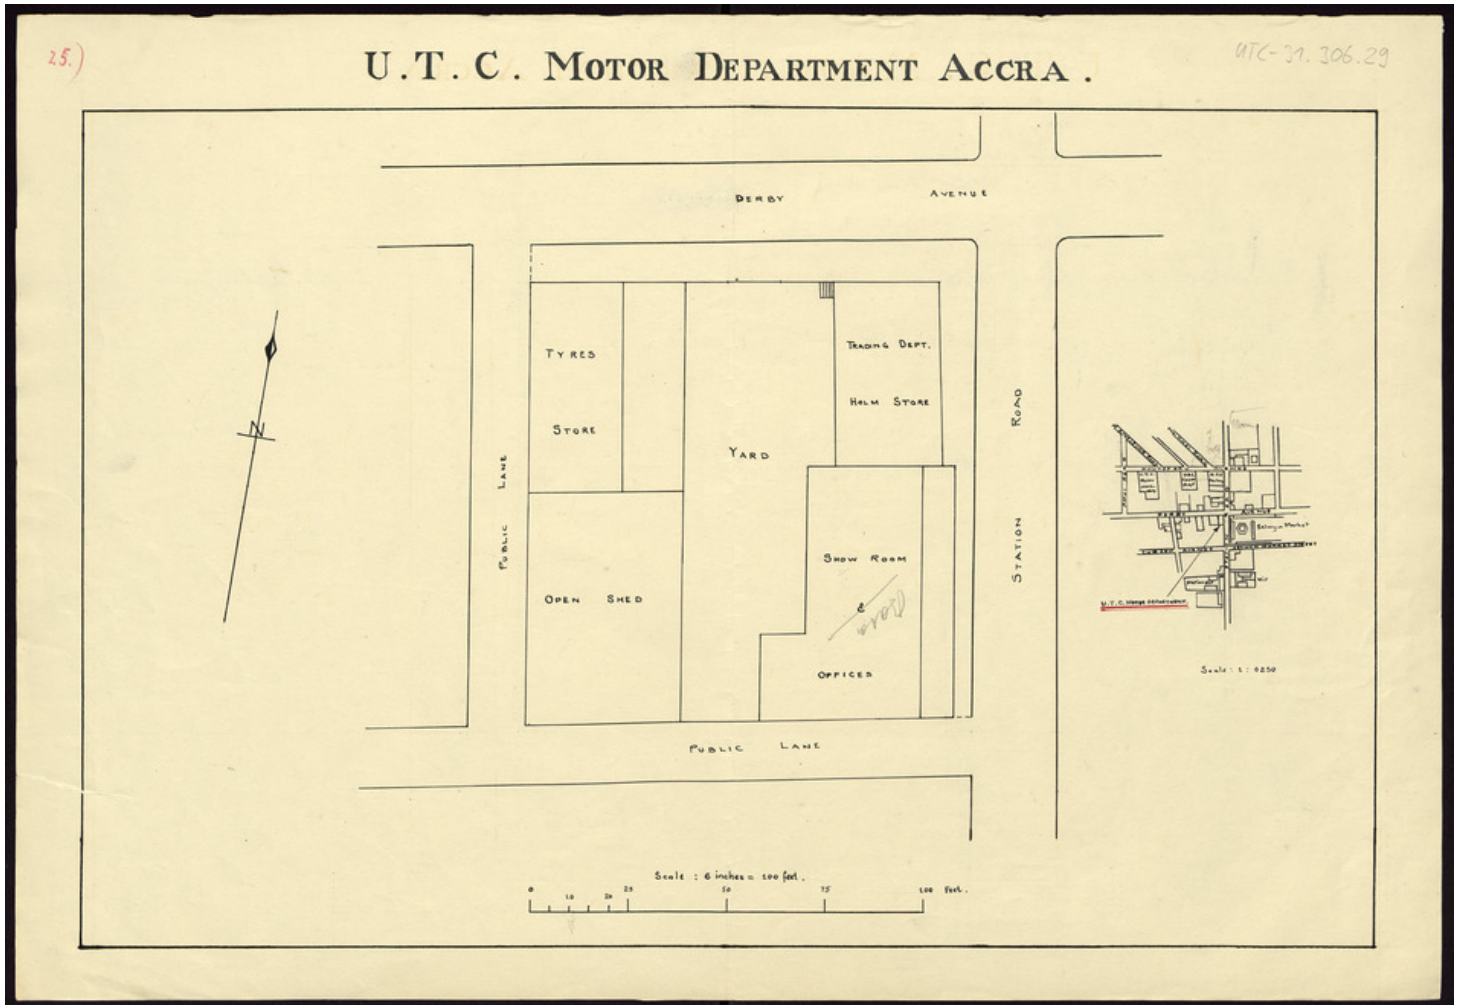 25.)
UTC-31.306.29
U.T.C. MOTOR DEPARTMENT ACCRA.
DERBY AVENUE
TYRES
STORE
TRADING DEPT.
HOLM STORE
YARD
PUBLIC LANE
STATION ROAD
N
SHOW ROOM
&
OFFICES
OPEN SHED
PUBLIC LANE
Selaga Market
U.T.C. MOTOR DEPARTMENT
Scale : 1 : 6250
Scale : 6 inches = 100 feet.
0 10 20 25 50 75 100 Feet.